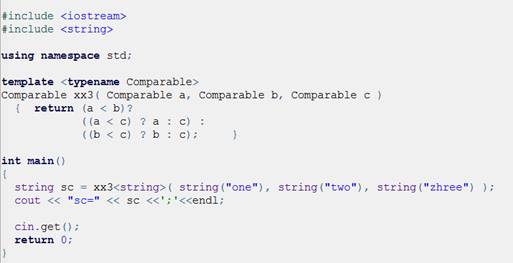 #include <iostream>
#include <string>
using namespace std;
template <typename Comparable>
Comparable xx3( Comparable a, Comparable b, Comparable c )
{ return (a < b)?
((a < c) ? a : c) :
((b < c) ? b : c); }
int main()
{
string sc = xx3<string>( string("one"), string("two"), string("zhree") );
cout << "sc=" << sc <<';'<<endl;
cin.get();
return 0;
}